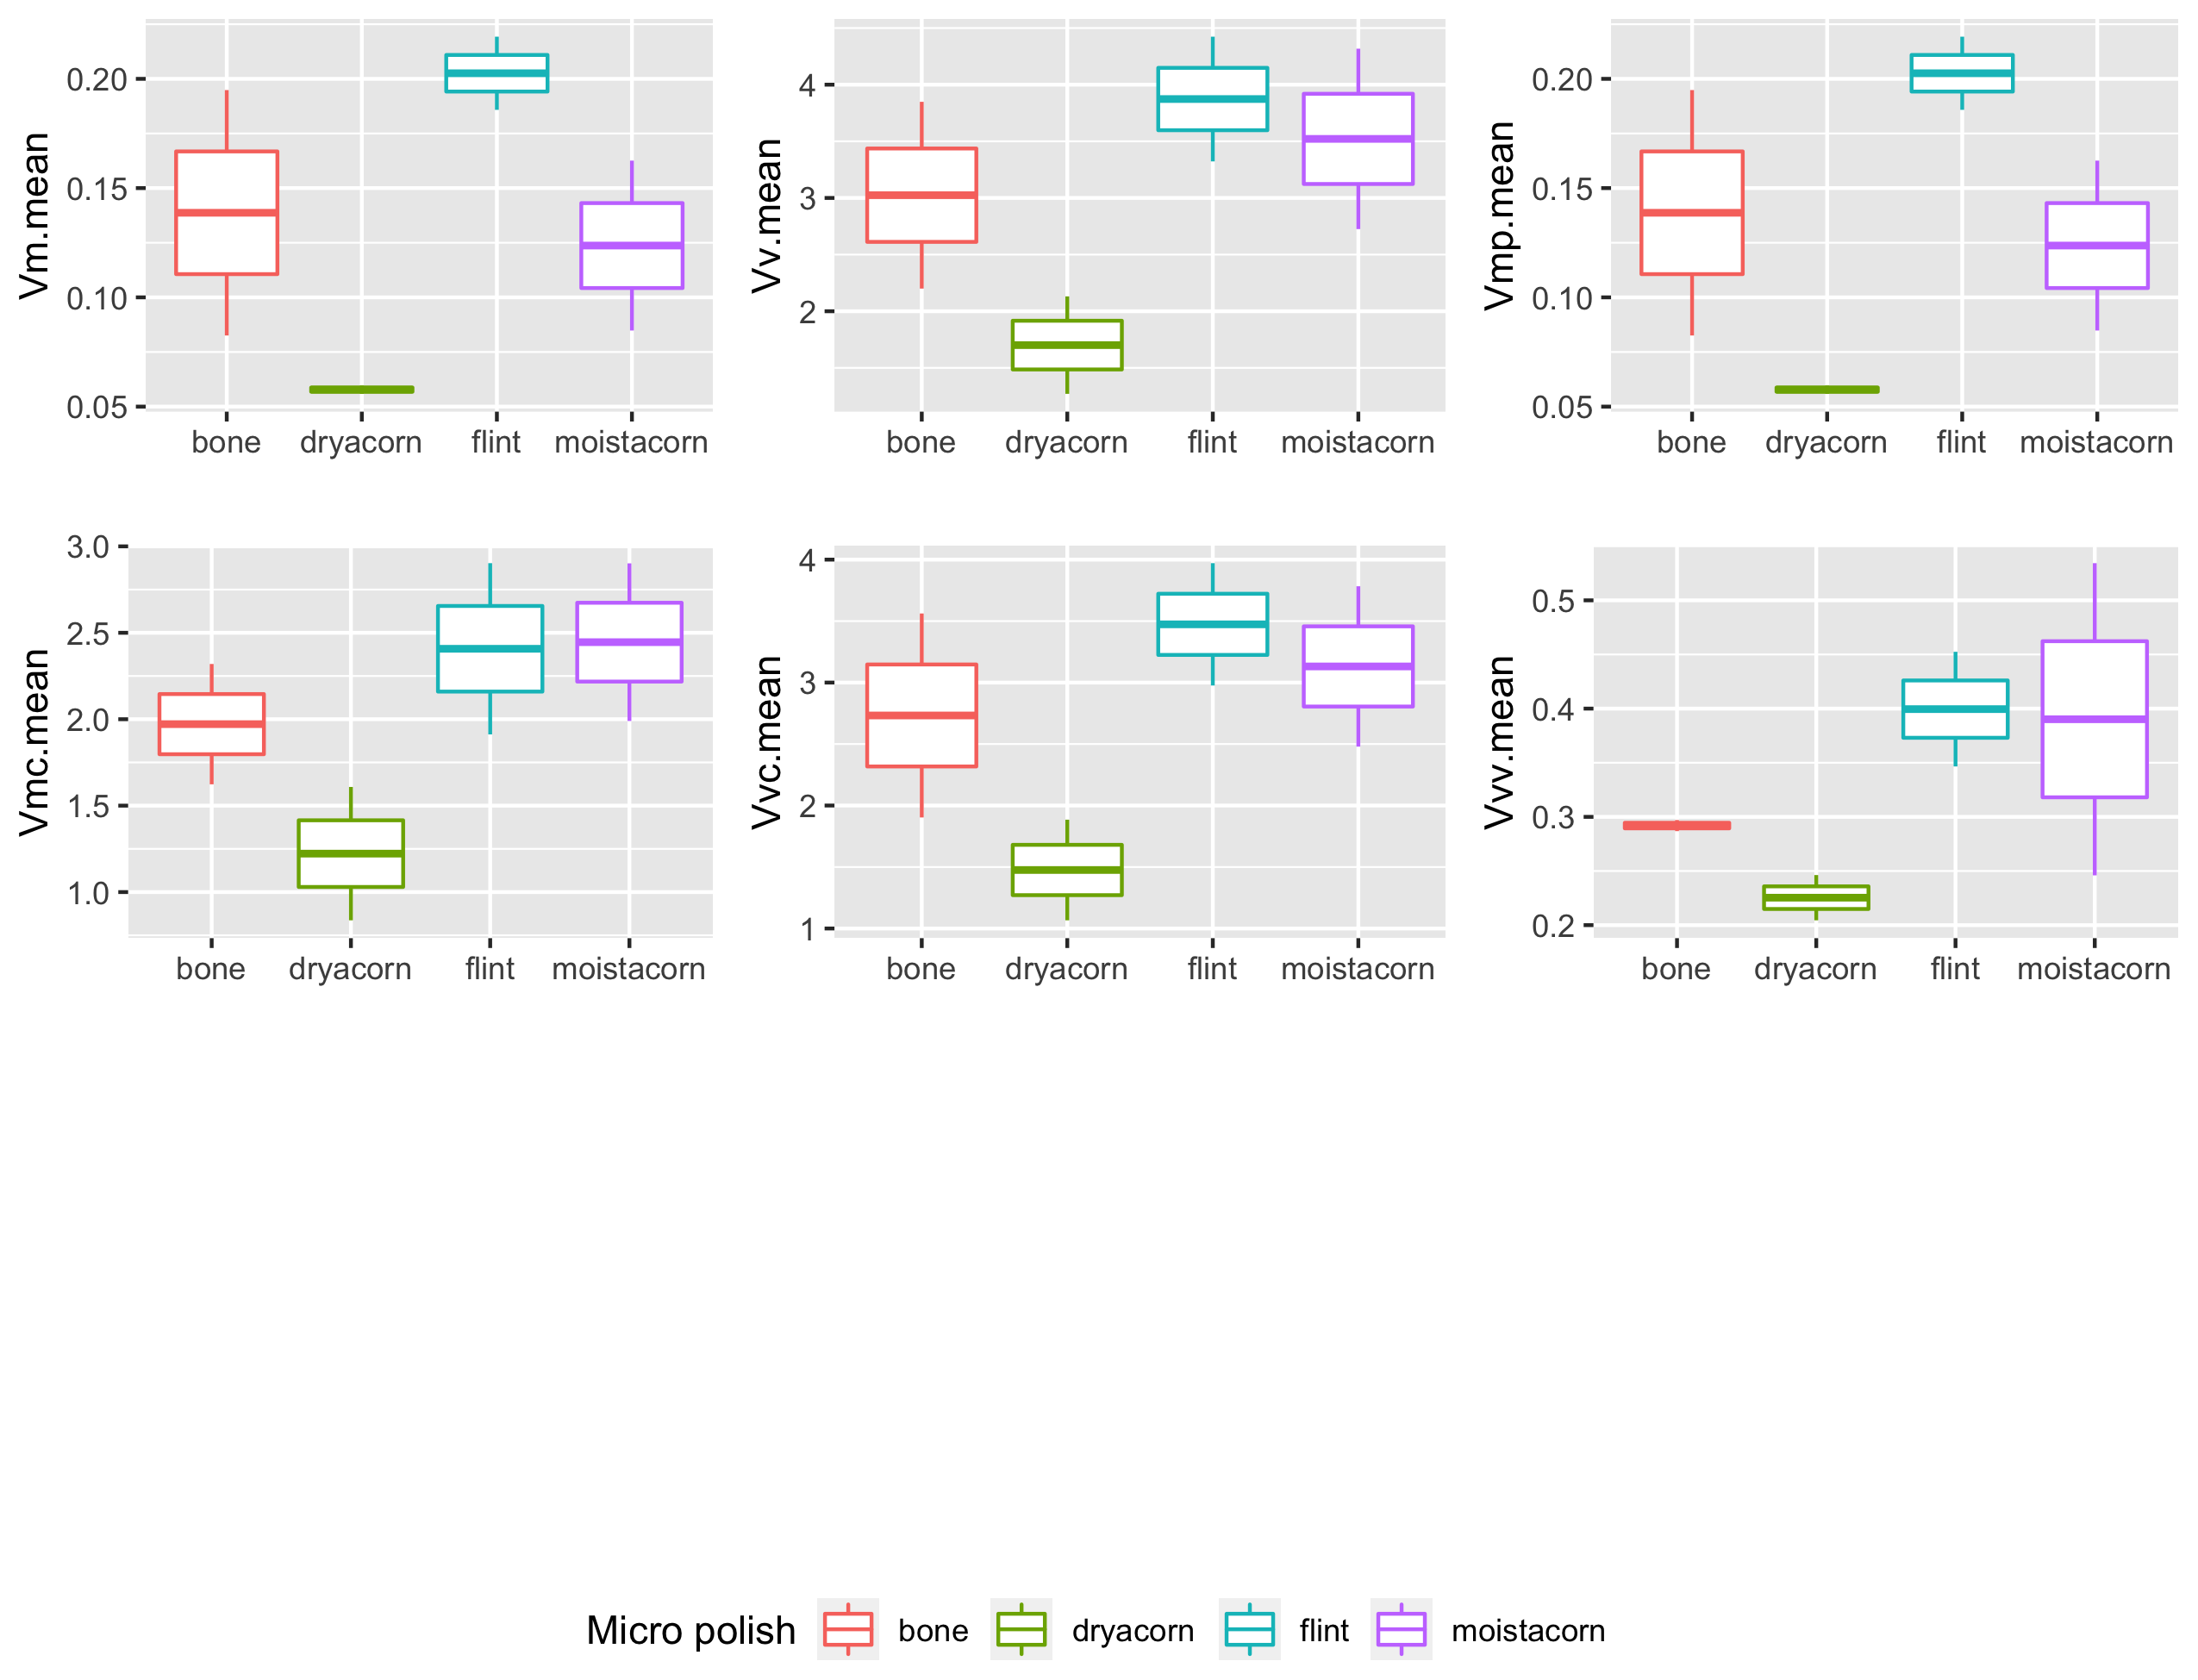 Vm.mean
0.20
0.15
0.10
0.05
bone dryacorn flint moistacorn
Vv.mean
4
3
2
bone dryacorn flint moistacorn
Vmp.mean
0.20
0.15
0.10
0.05
bone dryacorn flint moistacorn
Vmc.mean
3.0
2.5
2.0
1.5
1.0
bone dryacorn flint moistacorn
Vvc.mean
4
3
2
1
bone dryacorn flint moistacorn
Vvv.mean
0.5
0.4
0.3
0.2
bone dryacorn flint moistacorn
Micro polish bone dryacorn flint moistacorn